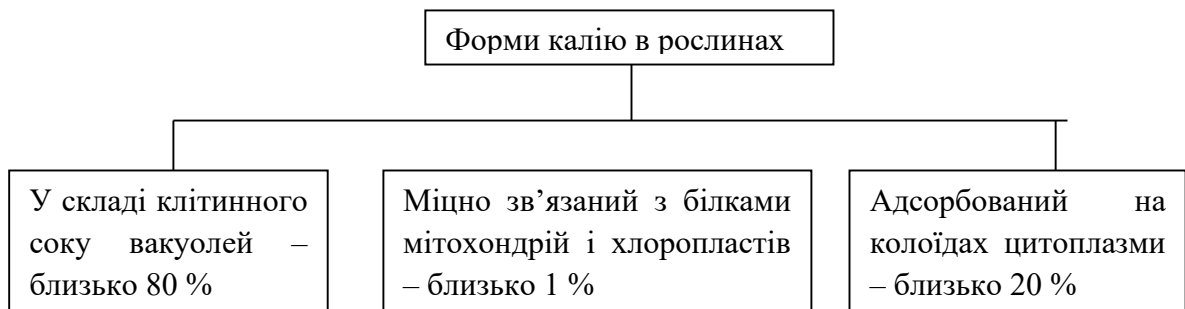 Форми калію в рослинах
У складі клітинного
соку вакуолей –
близько 80 %
Міцно зв’язаний з білками
мітохондрій і хлоропластів
– близько 1 %
Адсорбований на
колоїдах цитоплазми
– близько 20 %